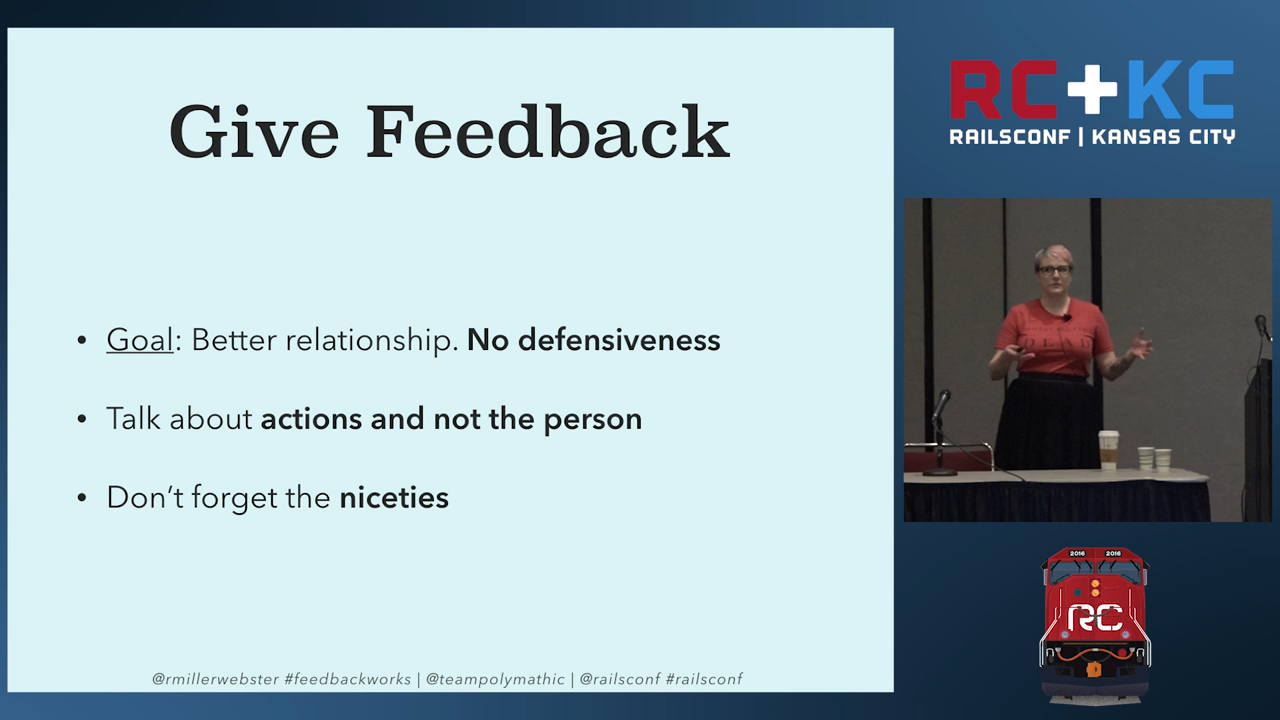 Give Feedback
• Goal: Better relationship. No defensiveness
• Talk about actions and not the person
• Don’t forget the niceties
@rmillerwebster #feedbackworks | @teampolymathic | @railsconf #railsconf
RC+KC
RAILSCONF | KANSAS CITY
DEAD
2016 2016
RC